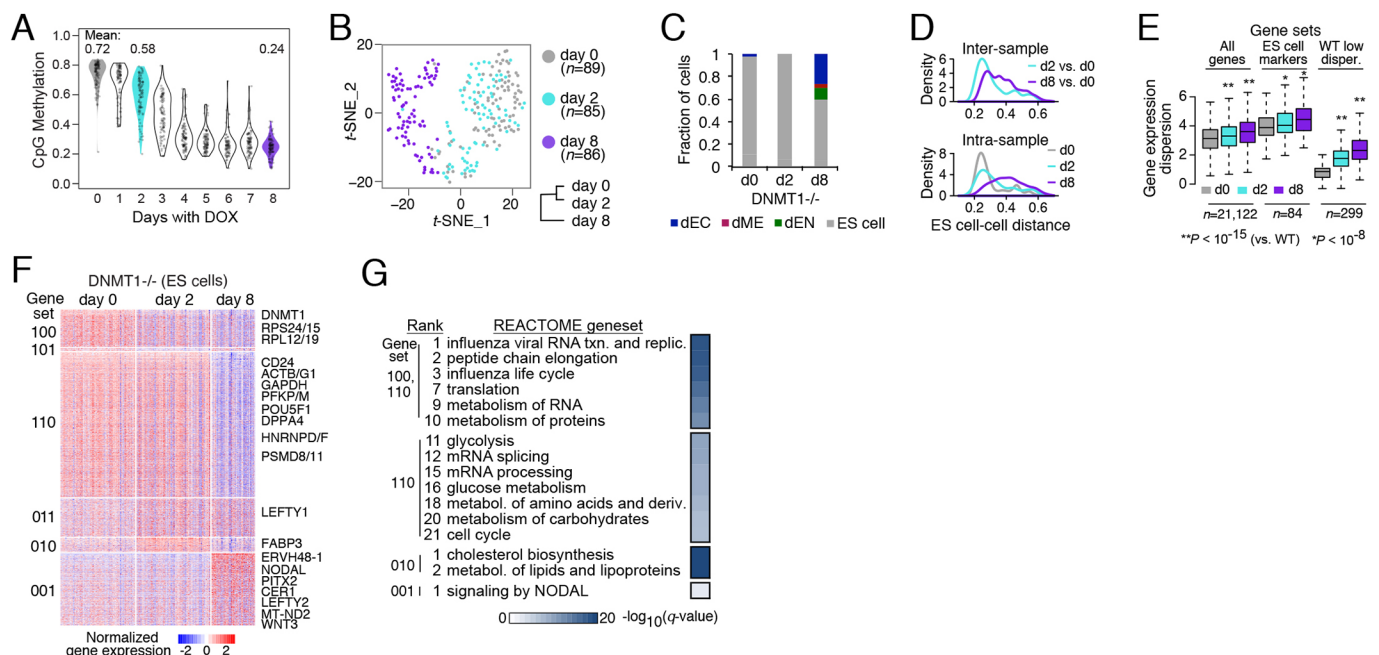 A
Mean:
0.72
0.58
0.24
1.0
0.8
0.6
0.4
0.2
0.0
CpG Methylation
0 1 2 3 4 5 6 7 8
Days with DOX
B
20
0
−20
t-SNE_2
−20 0 20
t-SNE_1
day 0
(n=89)
day 2
(n=85)
day 8
(n=86)
day 0
day 2
day 8
C
Fraction of cells
1
0.8
0.6
0.4
0.2
0
d0 d2 d8
DNMT1-/-
dEC dME dEN ES cell
D
Inter-sample
d2 vs. d0
d8 vs. d0
Density
6
4
2
0
0.2 0.4 0.6
Intra-sample
d0
d2
d8
Density
8
4
0
0.2 0.4 0.6
ES cell-cell distance
E
Gene sets
All genes
ES cell markers
WT low disper.
Gene expression
dispersion
6
4
2
0
** ** * * ** **
d0 d2 d8
n=21,122 n=84 n=299
**P < 10-15 (vs. WT) *P < 10-8
F
DNMT1-/- (ES cells)
Gene set
day 0 day 2 day 8
100
101
110
011
010
001
DNMT1
RPS24/15
RPL12/19
CD24
ACTB/G1
GAPDH
PFKP/M
POU5F1
DPPA4
HNRNPD/F
PSMD8/11
LEFTY1
FABP3
ERVH48-1
NODAL
PITX2
CER1
LEFTY2
MT-ND2
WNT3
Normalized
gene expression
-2 0 2
G
Rank REACTOME geneset
Gene
set
100,
110
1 influenza viral RNA txn. and replic.
2 peptide chain elongation
3 influenza life cycle
7 translation
9 metabolism of RNA
10 metabolism of proteins
110
11 glycolysis
12 mRNA splicing
15 mRNA processing
16 glucose metabolism
18 metabol. of amino acids and deriv.
20 metabolism of carbohydrates
21 cell cycle
010
1 cholesterol biosynthesis
2 metabol. of lipids and lipoproteins
001
1 signaling by NODAL
0 20 -log10(q-value)